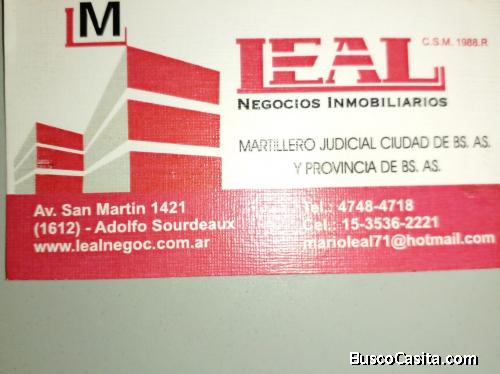 LM
LEAL
C.S.M. 1988.R
NEGOCIOS INMOBILIARIOS
MARTILLERO JUDICIAL CIUDAD DE BS. AS.
Y PROVINCIA DE BS. AS.
Av. San Martin 1421
(1612) - Adolfo Sourdeaux
www.lealnegoc.com.ar
Tel.: 4748-4718
Cel.: 15-3536-2221
marioleal71@hotmail.com
BuscoCasita.com